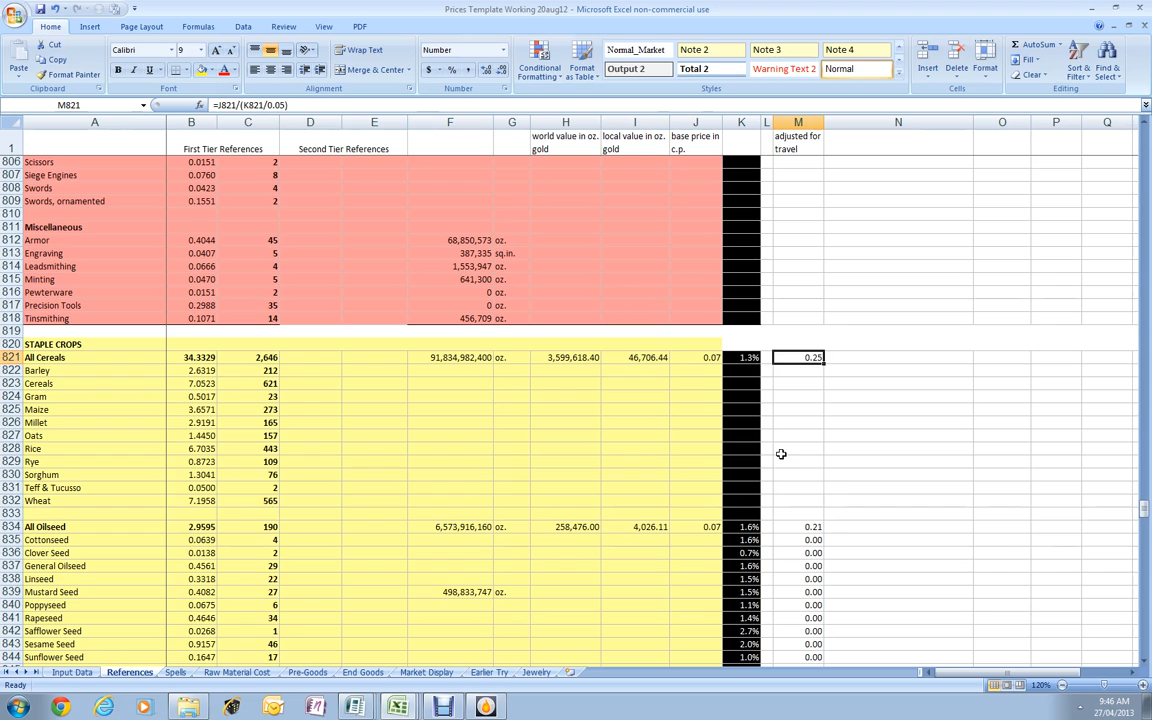 Prices Template Working 20aug12 - Microsoft Excel non-commercial use
Home Insert Page Layout Formulas Data Review View PDF
Paste Cut Copy Format Painter Clipboard
Calibri 9 A A B I U A Font
Wrap Text Merge & Center Alignment
Number $ % , Number
Conditional Formatting Format as Table
Normal_Market Note 2 Note 3 Note 4
Output 2 Total 2 Warning Text 2 Normal
Styles
Insert Delete Format Cells
Σ AutoSum Fill Clear Sort & Filter Find & Select Editing
M821 fx =J821/(K821/0.05)
A B C D E F G H I J K L M N O P Q
1 First Tier References Second Tier References world value in oz. gold local value in oz. gold base price in c.p. adjusted for travel
806 Scissors 0.0151 2
807 Siege Engines 0.0760 8
808 Swords 0.0423 4
809 Swords, ornamented 0.1551 2
810
811 Miscellaneous
812 Armor 0.4044 45 68,850,573 oz.
813 Engraving 0.0407 5 387,335 sq.in.
814 Leadsmithing 0.0666 4 1,553,947 oz.
815 Minting 0.0470 5 641,300 oz.
816 Pewterware 0.0151 2 0 oz.
817 Precision Tools 0.2988 35 0 oz.
818 Tinsmithing 0.1071 14 456,709 oz.
819
820 STAPLE CROPS
821 All Cereals 34.3329 2,646 91,834,982,400 oz. 3,599,618.40 46,706.44 0.07 1.3% 0.25
822 Barley 2.6319 212
823 Cereals 7.0523 621
824 Gram 0.5017 23
825 Maize 3.6571 273
826 Millet 2.9191 165
827 Oats 1.4450 157
828 Rice 6.7035 443
829 Rye 0.8723 109
830 Sorghum 1.3041 76
831 Teff & Tucusso 0.0500 2
832 Wheat 7.1958 565
833
834 All Oilseed 2.9595 190 6,573,916,160 oz. 258,476.00 4,026.11 0.07 1.6% 0.21
835 Cottonseed 0.0639 4 1.6% 0.00
836 Clover Seed 0.0138 2 0.7% 0.00
837 General Oilseed 0.4561 29 1.6% 0.00
838 Linseed 0.3318 22 1.5% 0.00
839 Mustard Seed 0.4082 27 498,833,747 oz. 1.5% 0.00
840 Poppyseed 0.0675 6 1.1% 0.00
841 Rapeseed 0.4646 34 1.4% 0.00
842 Safflower Seed 0.0268 1 2.7% 0.00
843 Sesame Seed 0.9157 46 2.0% 0.00
844 Sunflower Seed 0.1647 17 1.0% 0.00
Input Data References Spells Raw Material Cost Pre-Goods End Goods Market Display Earlier Try Jewelry
Ready 120%
9:46 AM
27/04/2013